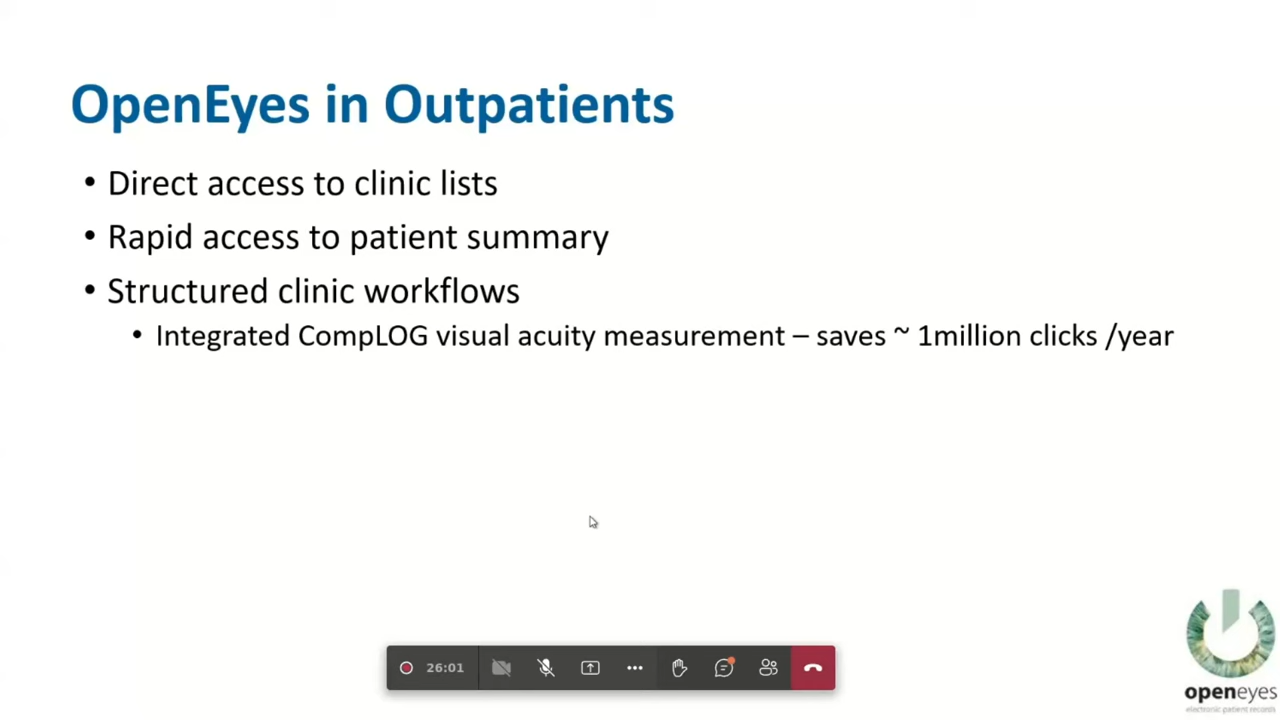 OpenEyes in Outpatients
• Direct access to clinic lists
• Rapid access to patient summary
• Structured clinic workflows
• Integrated CompLOG visual acuity measurement – saves ~ 1million clicks /year
26:01
openeyes
electronic patient records